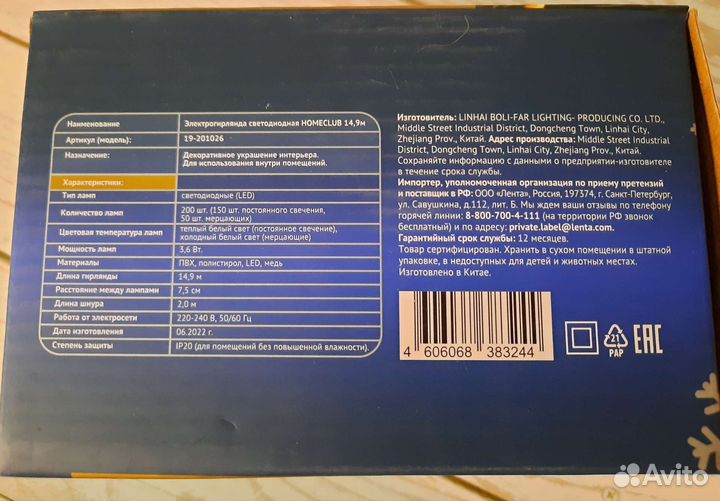 Наименование Электрогирлянда светодиодная HOMECLUB 14,9м
Артикул (модель): 19-201026
Назначение: Декоративное украшение интерьера.
Для использования внутри помещений.
Характеристики:
Тип ламп светодиодные (LED)
Количество ламп 200 шт. (150 шт. постоянного свечения,
50 шт. мерцающих)
Цветовая температура ламп теплый белый свет (постоянное свечение),
холодный белый свет (мерцающие)
Мощность ламп 3,6 Вт.
Материалы ПВХ, полистирол, LED, медь
Длина гирлянды 14,9 м
Расстояние между лампами 7,5 см
Длина шнура 2,0 м
Работа от электросети 220-240 В, 50/60 Гц
Дата изготовления 06.2022 г.
Степень защиты IP20 (для помещений без повышенной влажности).
Изготовитель: LINHAI BOLI-FAR LIGHTING- PRODUCING CO. LTD.,
Middle Street Industrial District, Dongcheng Town, Linhai City,
Zhejiang Prov., Китай. Адрес производства: Middle Street Industrial
District, Dongcheng Town, Linhai City, Zhejiang Prov., Китай.
Сохраняйте информацию с данными о предприятии-изготовителе
в течение срока службы.
Импортер, уполномоченная организация по приему претензий
и поставщик в РФ: ООО «Лента», Россия, 197374, г. Санкт-Петербург,
ул. Савушкина, д.112, лит. Б. Мы ждем ваши отзывы по телефону
горячей линии: 8-800-700-4-111 (на территории РФ звонок
бесплатный) и по адресу: private.label@lenta.com.
Гарантийный срок службы: 12 месяцев.
Товар сертифицирован. Хранить в сухом помещении в штатной
упаковке, в недоступных для детей и животных местах.
Изготовлено в Китае.
4 606068 383244
21
PAP
EAC
Avito